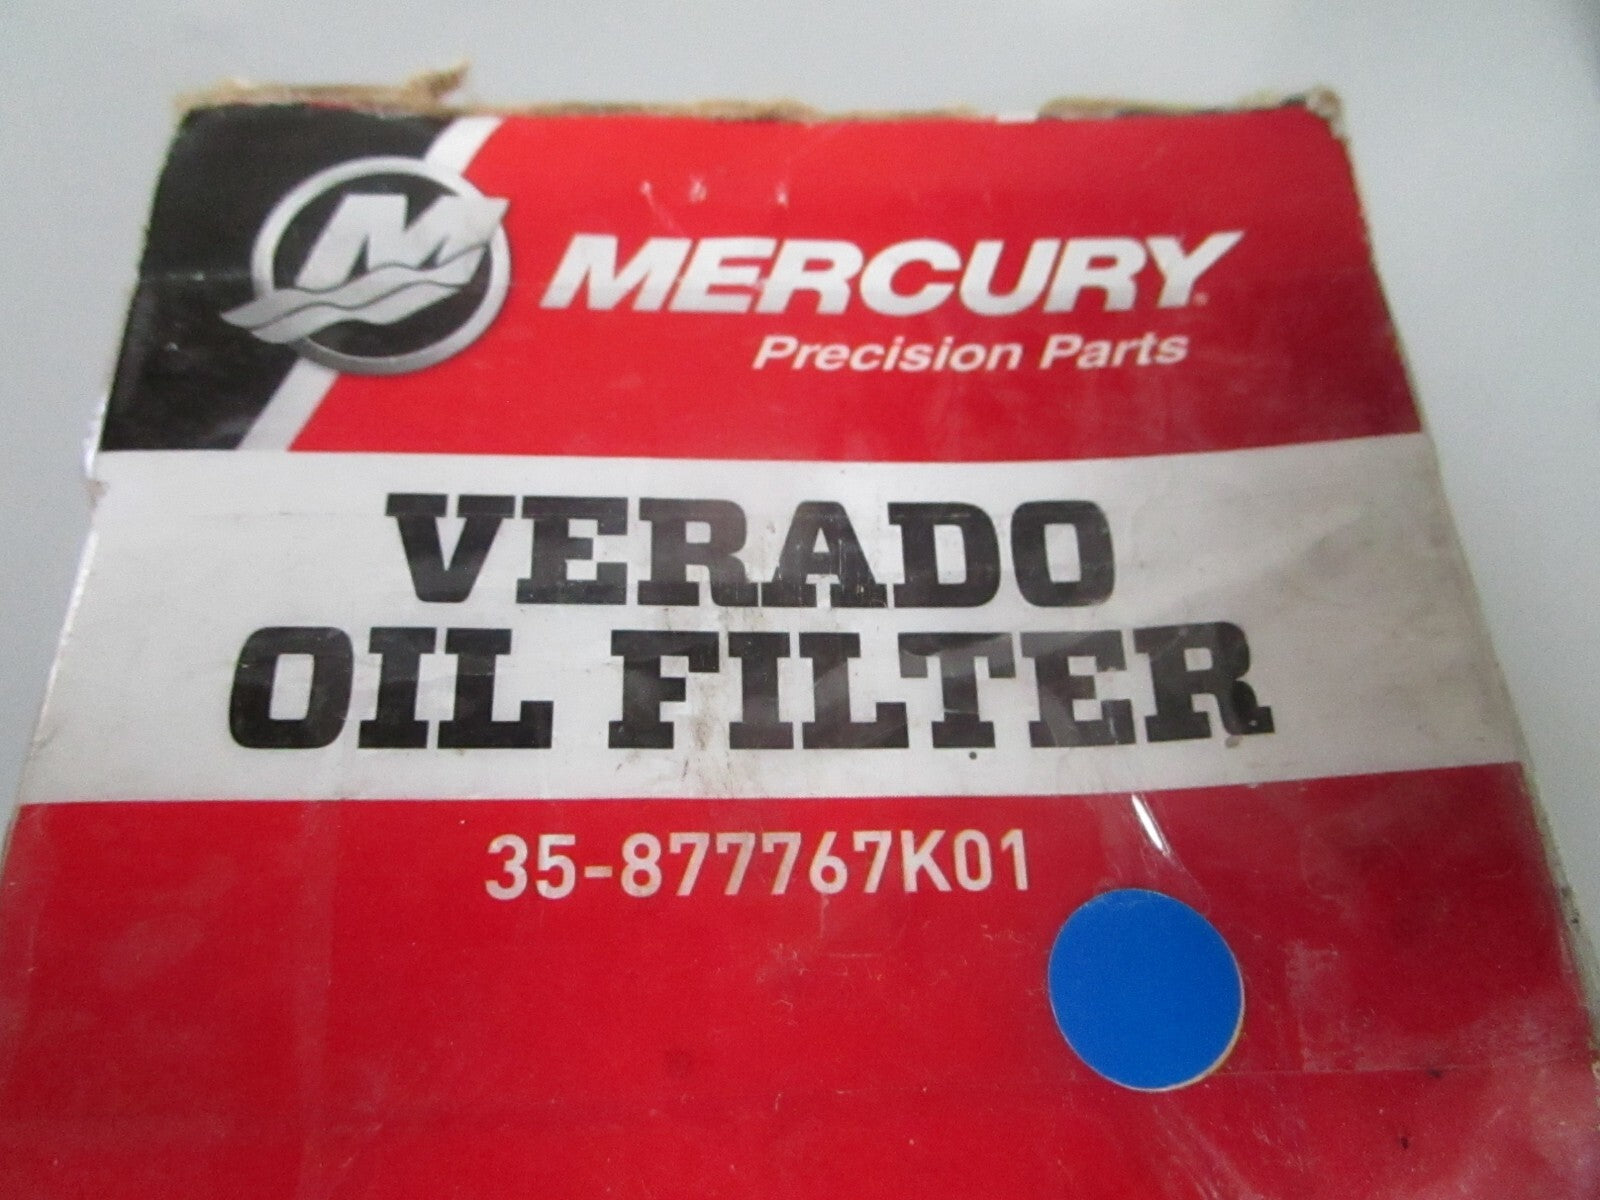 M
MERCURY
Precision Parts
VERADO
OIL FILTER
35-877767K01